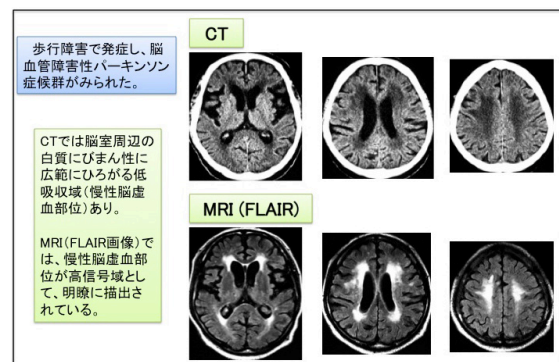 歩行障害で発症し、脳
血管障害性パーキンソン
症候群がみられた。
CT
CTでは脳室周辺の
白質にびまん性に
広範にひろがる低
吸収域(慢性脳虚
血部位)あり。
MRI(FLAIR画像)で
は、慢性脳虚血部
位が高信号域とし
て、明瞭に描出さ
れている。
MRI (FLAIR)